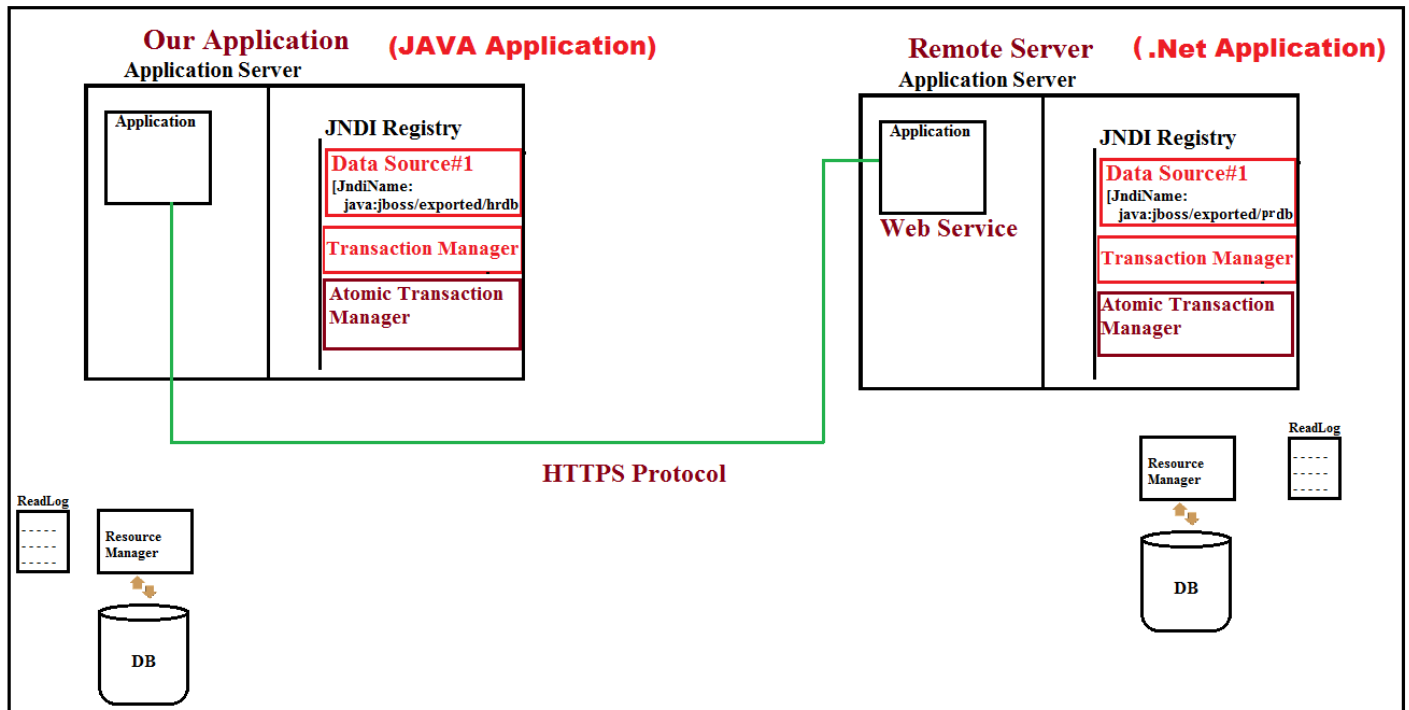 Our Application (JAVA Application)
Application Server
Application
JNDI Registry
Data Source#1
[JndiName:
java:jboss/exported/hrdb
Transaction Manager
Atomic Transaction
Manager
Remote Server (.Net Application)
Application Server
Application
Web Service
JNDI Registry
Data Source#1
[JndiName:
java:jboss/exported/prdb
Transaction Manager
Atomic Transaction
Manager
HTTPS Protocol
ReadLog
-----
-----
-----
Resource
Manager
DB
Resource
Manager
ReadLog
-----
-----
-----
DB